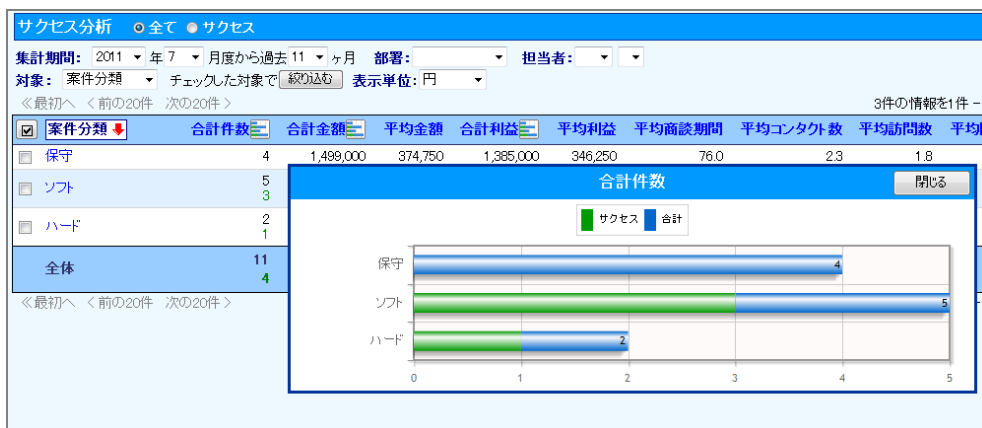 サクセス分析 全て サクセス
集計期間: 2011 年 7 月度から過去 11 ヶ月 部署: 担当者:
対象: 案件分類 チェックした対象で 絞り込む 表示単位: 円
≪最初へ <前の20件 次の20件> 3件の情報を1件 -
案件分類 合計件数 合計金額 平均金額 合計利益 平均利益 平均商談期間 平均コンタクト数 平均訪問数
保守 4 1,499,000 374,750 1,385,000 346,250 76.0 2.3 1.8
ソフト 5
3
ハード 2
1
全体 11
4
≪最初へ <前の20件 次の20件>
合計件数 閉じる
サクセス 合計
保守 4
ソフト 5
ハード 2
0 1 2 3 4 5